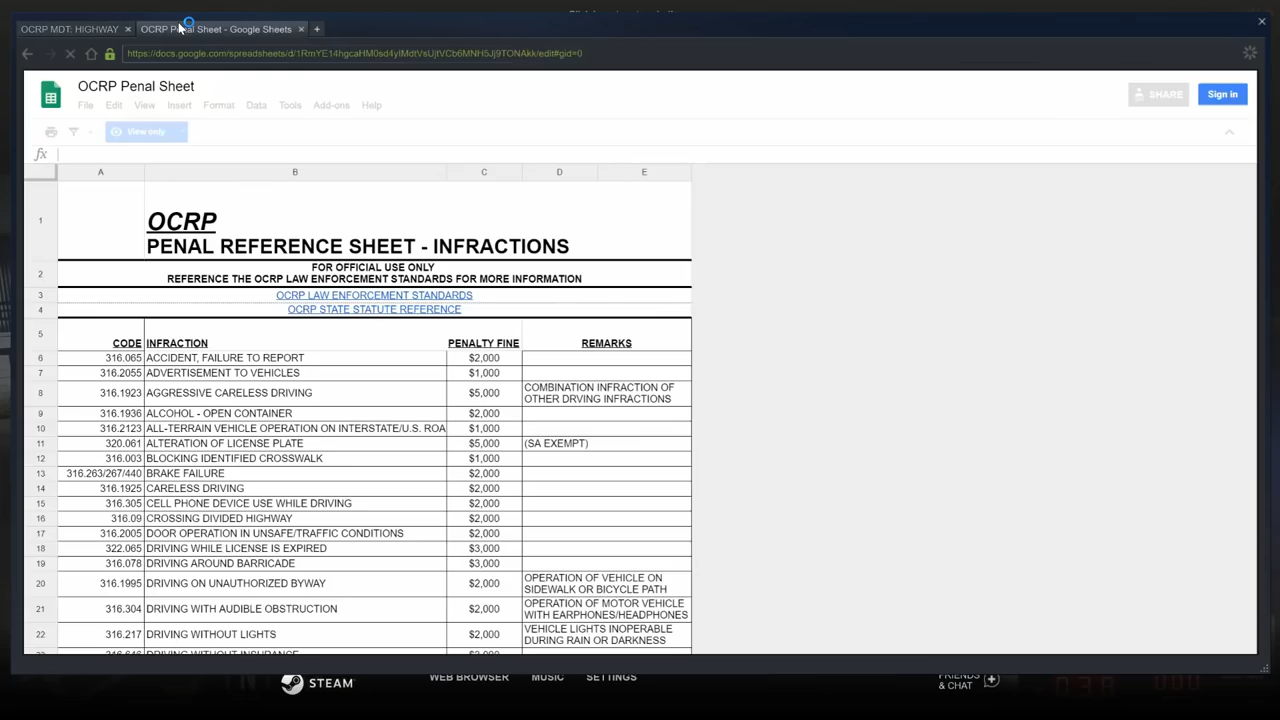 OCRP MDT: HIGHWAY
OCRP Penal Sheet - Google Sheets
https://docs.google.com/spreadsheets/d/1RmYE14hgcaHM0sd4yIMdtVsUjtVCb6MNH5Jj9TONAkk/edit#gid=0
OCRP Penal Sheet
File Edit View Insert Format Data Tools Add-ons Help
SHARE
Sign in
View only
fx
A B C D E
1 OCRP
PENAL REFERENCE SHEET - INFRACTIONS
2 FOR OFFICIAL USE ONLY
REFERENCE THE OCRP LAW ENFORCEMENT STANDARDS FOR MORE INFORMATION
3 OCRP LAW ENFORCEMENT STANDARDS
4 OCRP STATE STATUTE REFERENCE
5 CODE INFRACTION PENALTY FINE REMARKS
6 316.065 ACCIDENT, FAILURE TO REPORT $2,000
7 316.2055 ADVERTISEMENT TO VEHICLES $1,000
8 316.1923 AGGRESSIVE CARELESS DRIVING $5,000 COMBINATION INFRACTION OF
OTHER DRVING INFRACTIONS
9 316.1936 ALCOHOL - OPEN CONTAINER $2,000
10 316.2123 ALL-TERRAIN VEHICLE OPERATION ON INTERSTATE/U.S. ROA $1,000
11 320.061 ALTERATION OF LICENSE PLATE $5,000 (SA EXEMPT)
12 316.003 BLOCKING IDENTIFIED CROSSWALK $1,000
13 316.263/267/440 BRAKE FAILURE $2,000
14 316.1925 CARELESS DRIVING $2,000
15 316.305 CELL PHONE DEVICE USE WHILE DRIVING $2,000
16 316.09 CROSSING DIVIDED HIGHWAY $2,000
17 316.2005 DOOR OPERATION IN UNSAFE/TRAFFIC CONDITIONS $2,000
18 322.065 DRIVING WHILE LICENSE IS EXPIRED $3,000
19 316.078 DRIVING AROUND BARRICADE $3,000
20 316.1995 DRIVING ON UNAUTHORIZED BYWAY $2,000 OPERATION OF VEHICLE ON
SIDEWALK OR BICYCLE PATH
21 316.304 DRIVING WITH AUDIBLE OBSTRUCTION $2,000 OPERATION OF MOTOR VEHICLE
WITH EARPHONES/HEADPHONES
22 316.217 DRIVING WITHOUT LIGHTS $2,000 VEHICLE LIGHTS INOPERABLE
DURING RAIN OR DARKNESS
316.646 DRIVING WITHOUT INSURANCE
STEAM
WEB BROWSER MUSIC SETTINGS
FRIENDS
& CHAT